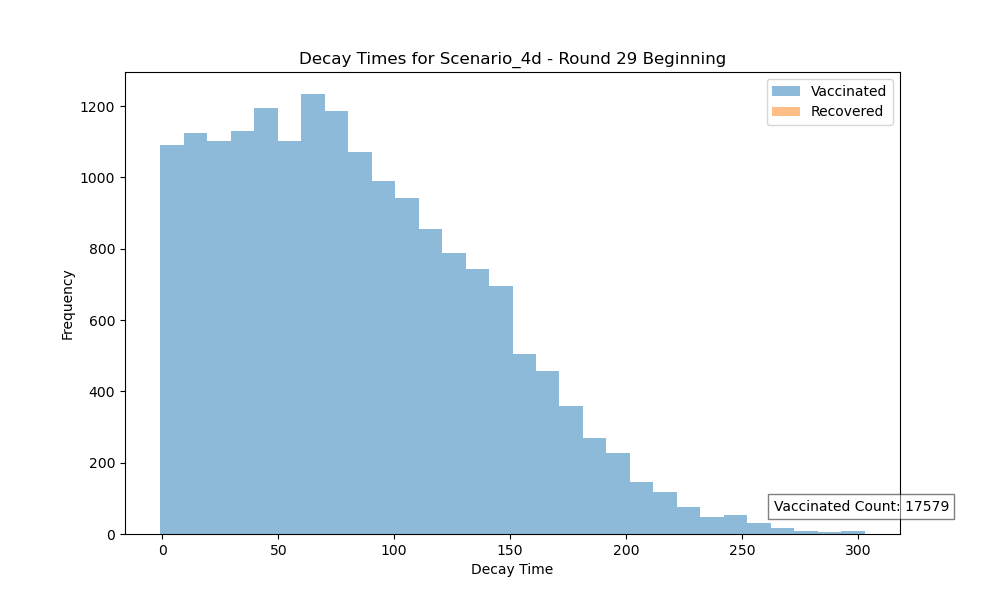 Decay Times for Scenario_4d - Round 29 Beginning
Vaccinated
Recovered
1200
1000
800
600
400
200
0
Frequency
Vaccinated Count: 17579
0 50 100 150 200 250 300
Decay Time